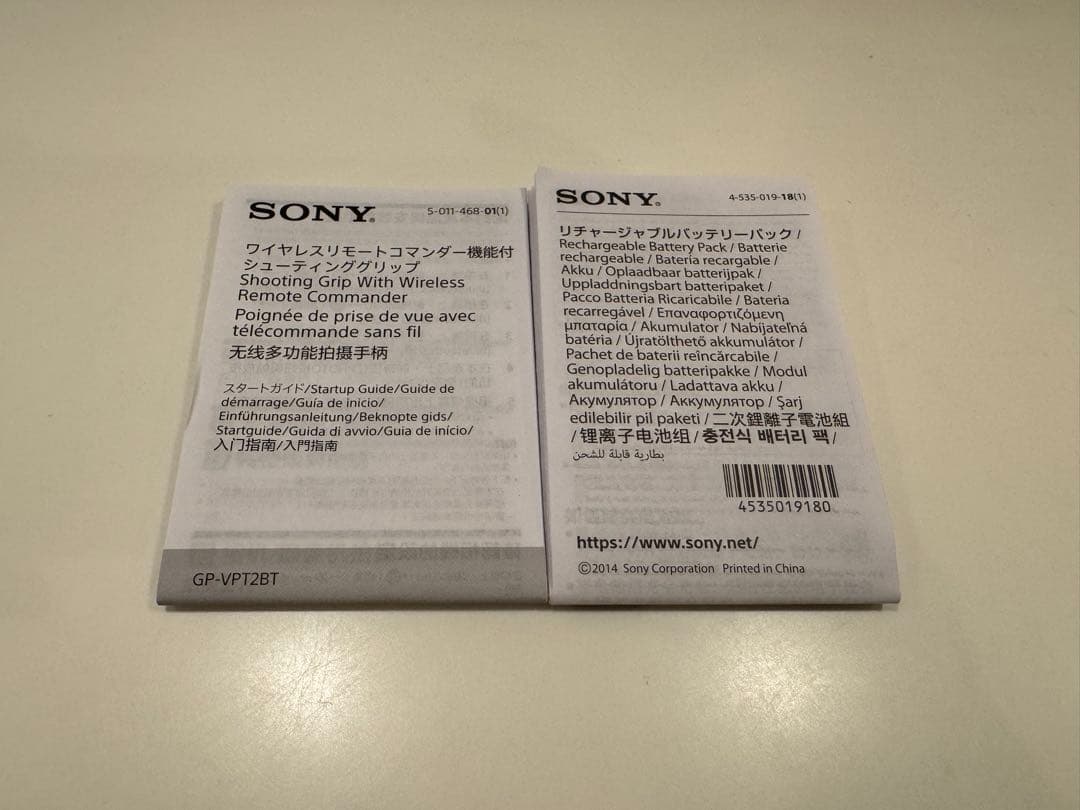 SONY®
5-011-468-01(1)
ワイヤレスリモートコマンダー機能付
シューティンググリップ
Shooting Grip With Wireless
Remote Commander
Poignée de prise de vue avec
télécommande sans fil
无线多功能拍摄手柄
スタートガイド/Startup Guide/Guide de
démarrage/Guía de inicio/
Einführungsanleitung/Beknopte gids/
Startguide/Guida di avvio/Guia de início/
入门指南/入門指南
GP-VPT2BT
SONY®
4-535-019-18(1)
リチャージャブルバッテリーパック /
Rechargeable Battery Pack / Batterie
rechargeable / Batería recargable /
Akku / Oplaadbaar batterijpak /
Uppladdningsbart batteripaket /
Pacco Batteria Ricaricabile / Bateria
recarregável / Επαναφορτιζόμενη
μπαταρία / Akumulator / Nabíjateľná
batéria / Újratölthető akkumulátor /
Pachet de baterii reîncărcabile /
Genopladelig batteripakke / Modul
akumulátoru / Ladattava akku /
Акумулятор / Аккумулятор / Şarj
edilebilir pil paketi / 二次鋰離子電池組
/ 锂离子电池组 / 충전식 배터리 팩 /
بطارية قابلة للشحن
4535019180
https://www.sony.net/
©2014 Sony Corporation Printed in China